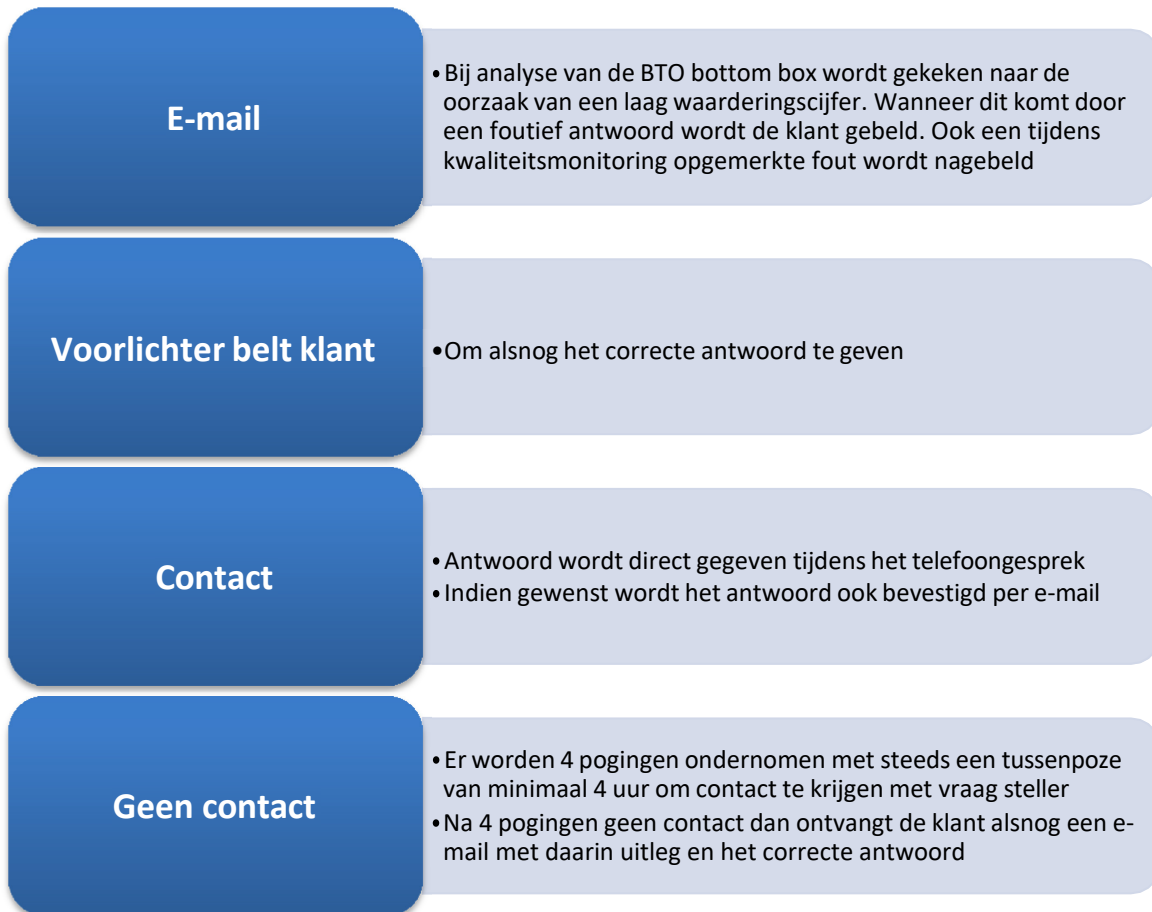 E-mail
• Bij analyse van de BTO bottom box wordt gekeken naar de
oorzaak van een laag waarderingscijfer. Wanneer dit komt door
een foutief antwoord wordt de klant gebeld. Ook een tijdens
kwaliteitsmonitoring opgemerkte fout wordt nagebeld
Voorlichter belt klant
• Om alsnog het correcte antwoord te geven
Contact
• Antwoord wordt direct gegeven tijdens het telefoongesprek
• Indien gewenst wordt het antwoord ook bevestigd per e-mail
Geen contact
• Er worden 4 pogingen ondernomen met steeds een tussenpoze
van minimaal 4 uur om contact te krijgen met vraag steller
• Na 4 pogingen geen contact dan ontvangt de klant alsnog een e-
mail met daarin uitleg en het correcte antwoord